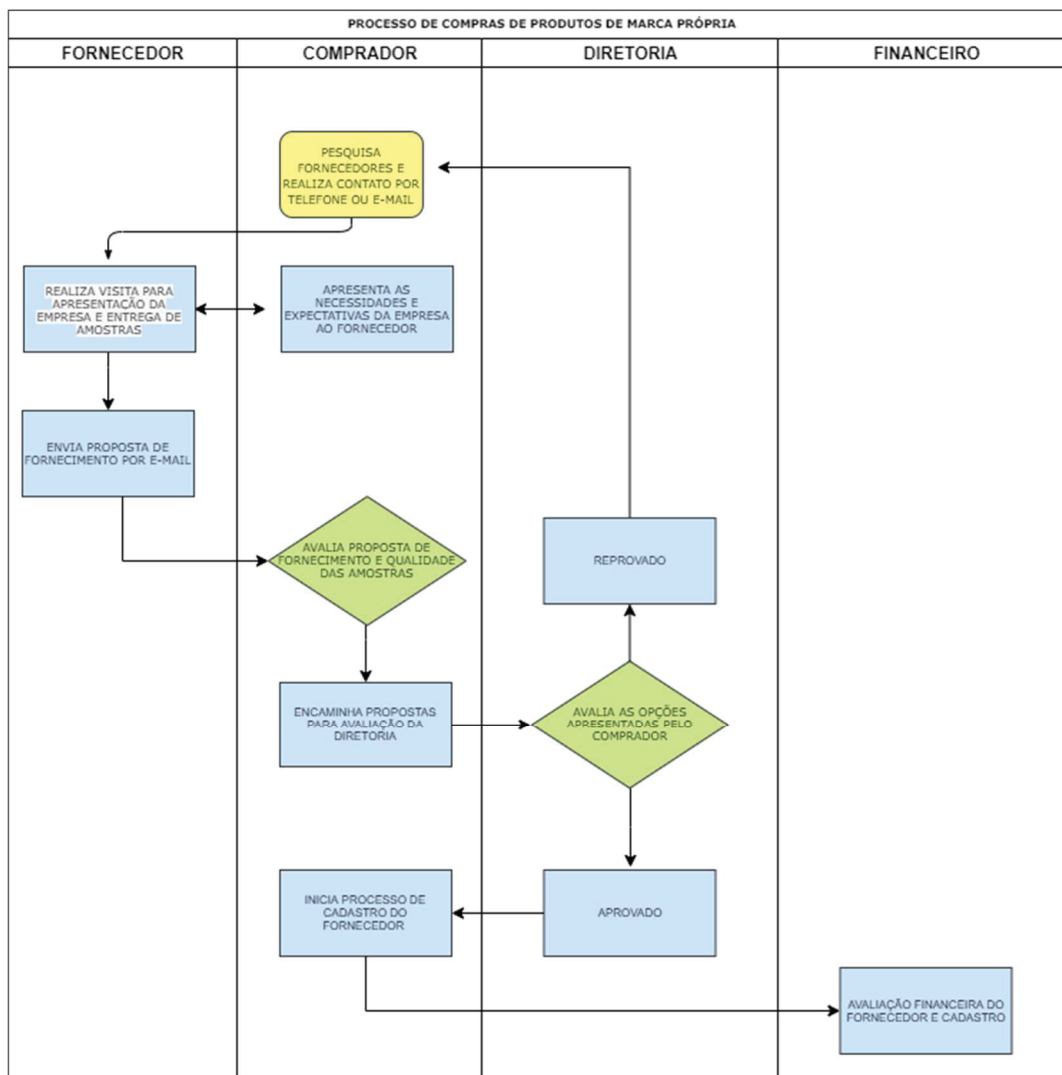 PROCESSO DE COMPRAS DE PRODUTOS DE MARCA PRÓPRIA
FORNECEDOR
COMPRADOR
DIRETORIA
FINANCEIRO
PESQUISA
FORNECEDORES E
REALIZA CONTATO POR
TELEFONE OU E-MAIL
REALIZA VISITA PARA
APRESENTAÇÃO DA
EMPRESA E ENTREGA DE
AMOSTRAS
APRESENTA AS
NECESSIDADES E
EXPECTATIVAS DA EMPRESA
AO FORNECEDOR
ENVIA PROPOSTA DE
FORNECIMENTO POR E-MAIL
AVALIA PROPOSTA DE
FORNECIMENTO E QUALIDADE
DAS AMOSTRAS
REPROVADO
ENCAMINHA PROPOSTAS
PARA AVALIAÇÃO DA
DIRETORIA
AVALIA AS OPÇÕES
APRESENTADAS PELO
COMPRADOR
INICIA PROCESSO DE
CADASTRO DO
FORNECEDOR
APROVADO
AVALIAÇÃO FINANCEIRA DO
FORNECEDOR E CADASTRO